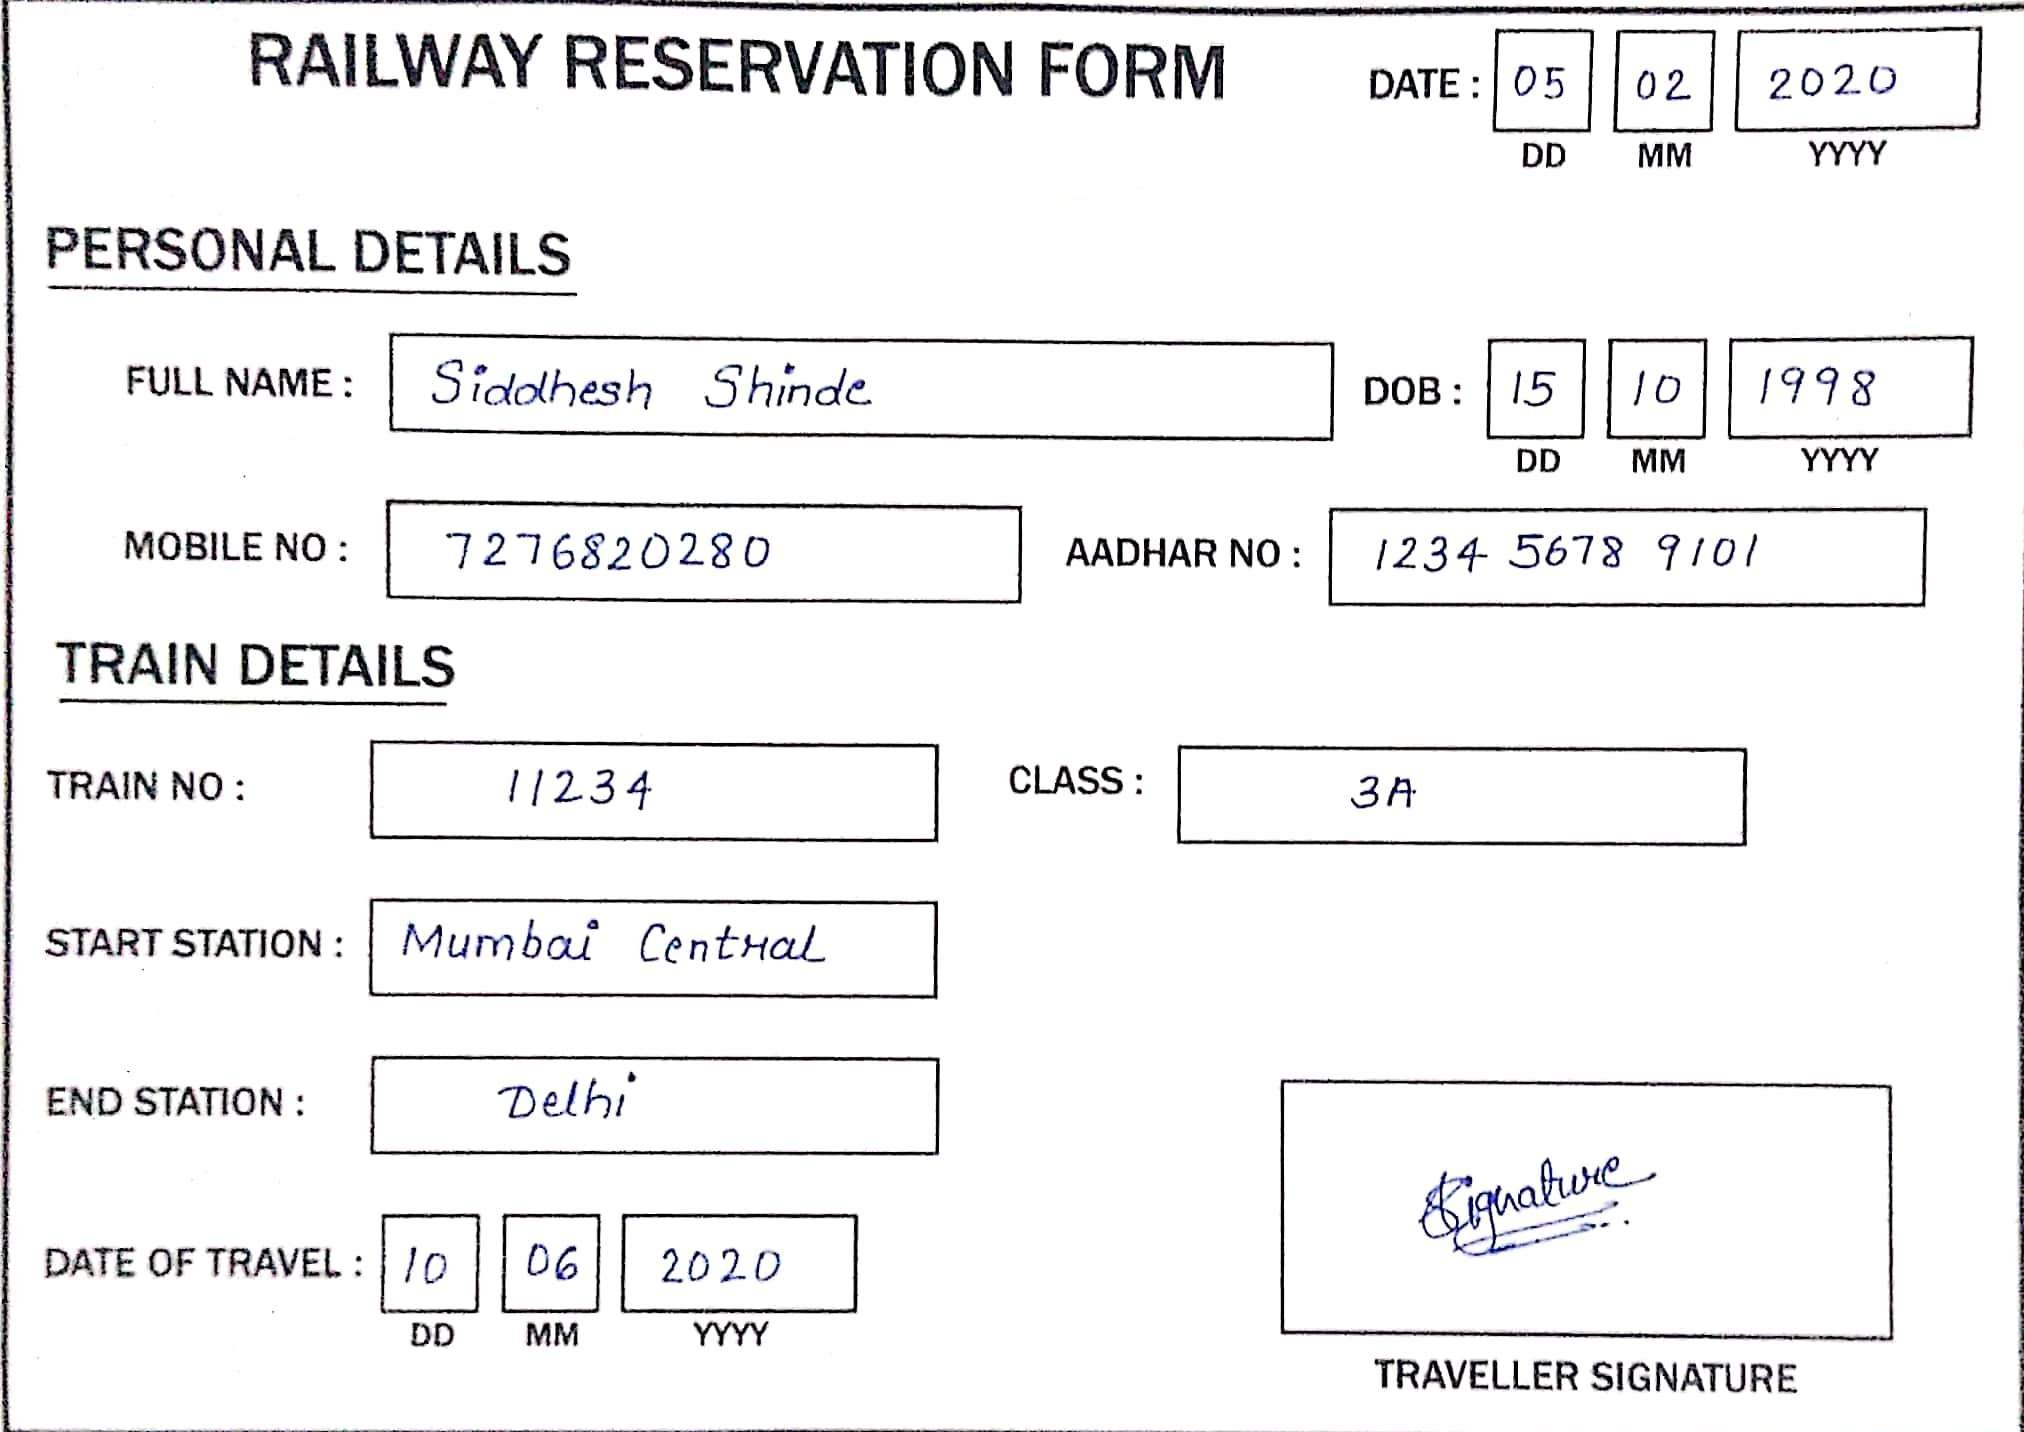 RAILWAY RESERVATION FORM DATE : 05 02 2020
DD MM YYYY
PERSONAL DETAILS
FULL NAME : Siddhesh Shinde DOB : 15 10 1998
DD MM YYYY
MOBILE NO : 7276820280 AADHAR NO : 1234 5678 9101
TRAIN DETAILS
TRAIN NO : 11234 CLASS : 3A
START STATION : Mumbai Central
END STATION : Delhi
Signature
DATE OF TRAVEL : 10 06 2020
DD MM YYYY
TRAVELLER SIGNATURE